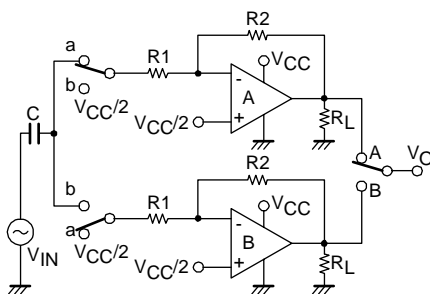 R2
a
R1
VCC
b
-
A
C
VCC/2
VCC/2
+
RL
A
VO
R2
B
b
R1
VCC
a
-
VCC/2
B
VIN
VCC/2
+
RL